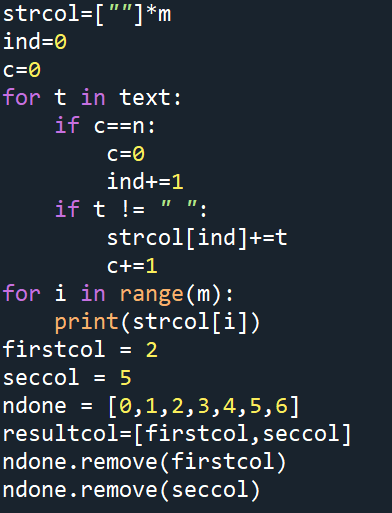 strcol=[""]*m
ind=0
c=0
for t in text:
    if c==n:
        c=0
        ind+=1
    if t != " ":
        strcol[ind]+=t
        c+=1
for i in range(m):
    print(strcol[i])
firstcol = 2
seccol = 5
ndone = [0,1,2,3,4,5,6]
resultcol=[firstcol,seccol]
ndone.remove(firstcol)
ndone.remove(seccol)